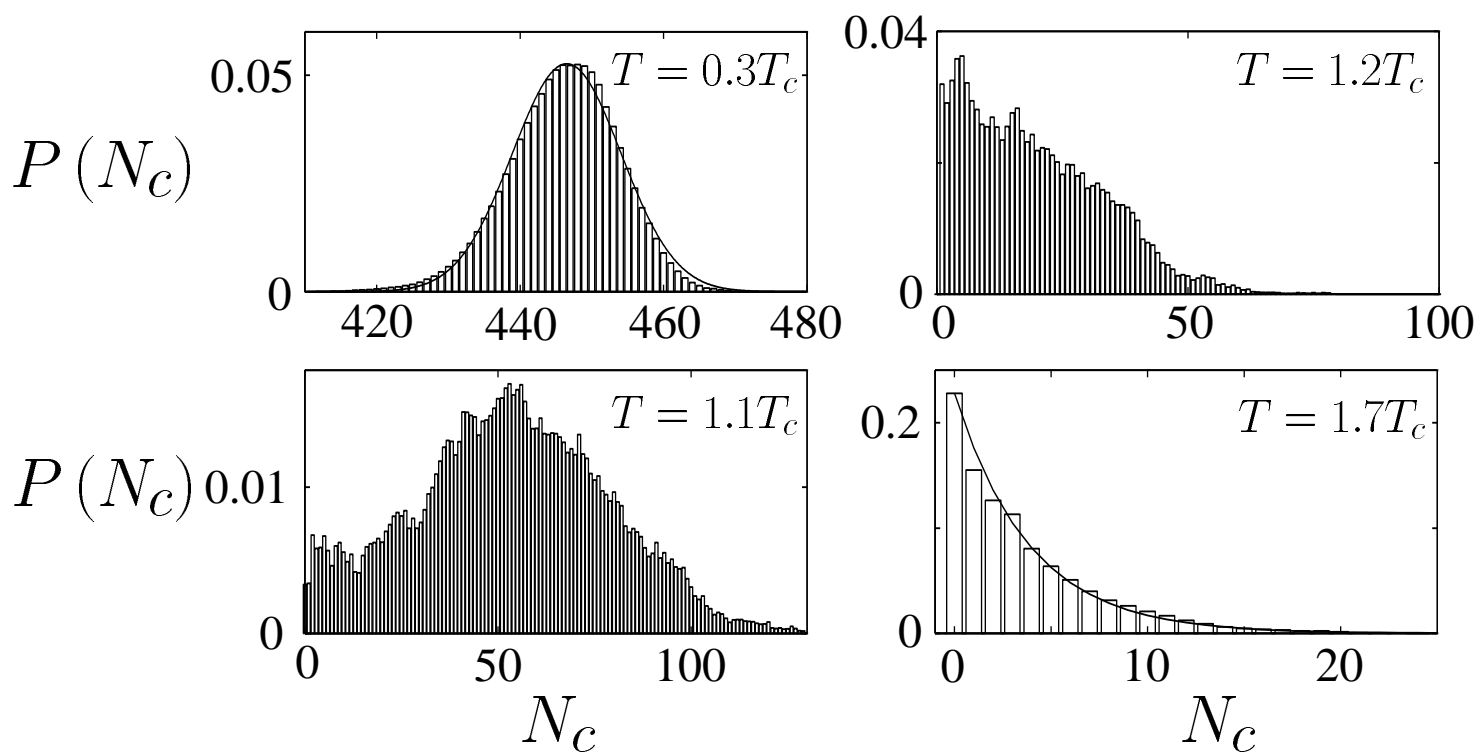 0.05
0
P (N_c)
T = 0.3T_c
420 440 460 480
0.04
0
T = 1.2T_c
0 50 100
P (N_c)
0.01
0
T = 1.1T_c
0 50 100
N_c
0.2
0
T = 1.7T_c
0 10 20
N_c